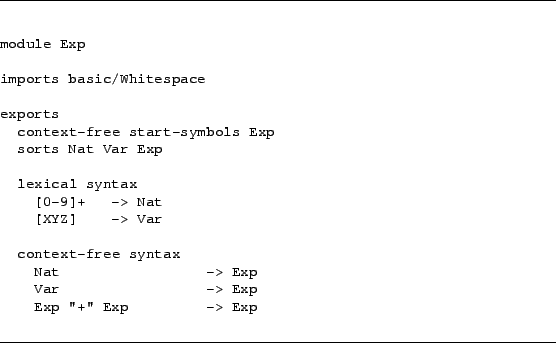 module Exp
imports basic/Whitespace
exports
context-free start-symbols Exp
sorts Nat Var Exp
lexical syntax
[0-9]+ -> Nat
[XYZ] -> Var
context-free syntax
Nat -> Exp
Var -> Exp
Exp "+" Exp -> Exp